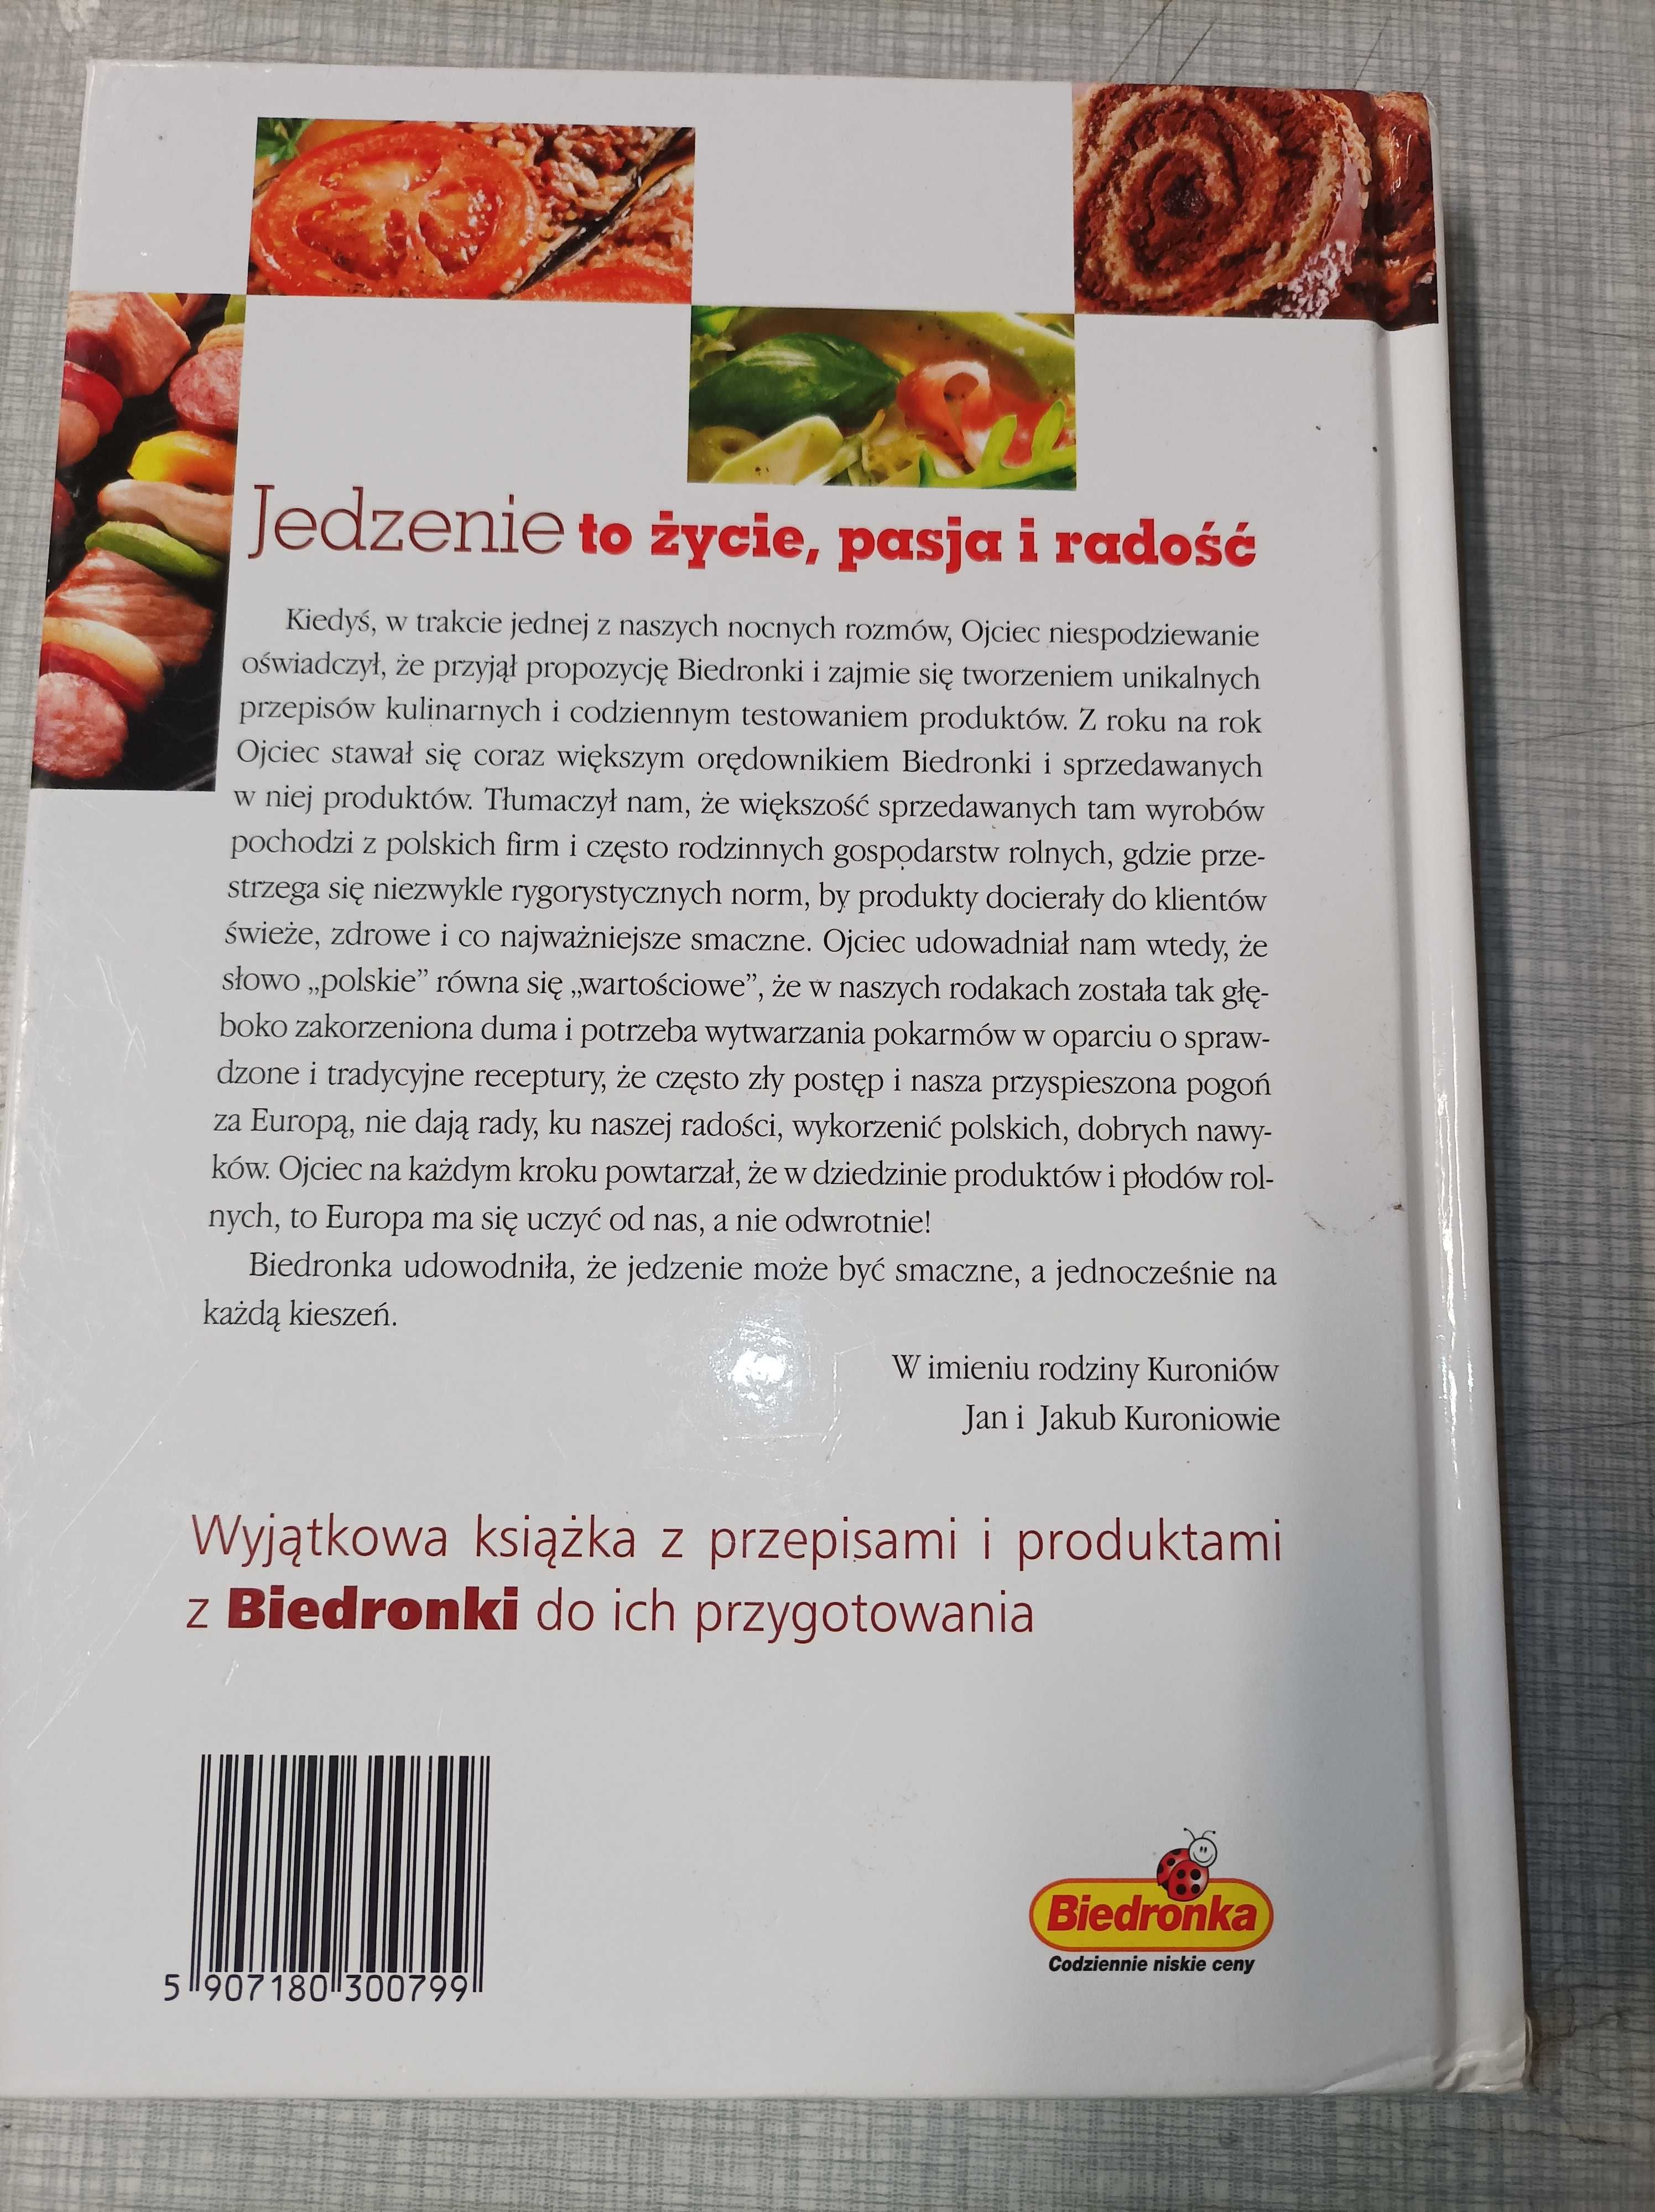 Jedzenie to życie, pasja i radość
Kiedyś, w trakcie jednej z naszych nocnych rozmów, Ojciec niespodziewanie
oświadczył, że przyjął propozycję Biedronki i zajmie się tworzeniem unikalnych
przepisów kulinarnych i codziennym testowaniem produktów. Z roku na rok
Ojciec stawał się coraz większym orędownikiem Biedronki i sprzedawanych
w niej produktów. Tłumaczył nam, że większość sprzedawanych tam wyrobów
pochodzi z polskich firm i często rodzinnych gospodarstw rolnych, gdzie prze-
strzega się niezwykle rygorystycznych norm, by produkty docierały do klientów
świeże, zdrowe i co najważniejsze smaczne. Ojciec udowadniał nam wtedy, że
słowo „polskie” równa się „wartościowe”, że w naszych rodakach została tak głę-
boko zakorzeniona duma i potrzeba wytwarzania pokarmów w oparciu o spraw-
dzone i tradycyjne receptury, że często zły postęp i nasza przyspieszona pogoń
za Europą, nie dają rady, ku naszej radości, wykorzenić polskich, dobrych nawy-
ków. Ojciec na każdym kroku powtarzał, że w dziedzinie produktów i płodów rol-
nych, to Europa ma się uczyć od nas, a nie odwrotnie!
Biedronka udowodniła, że jedzenie może być smaczne, a jednocześnie na
każdą kieszeń.
W imieniu rodziny Kuroniów
Jan i Jakub Kuroniowie
Wyjątkowa książka z przepisami i produktami
z Biedronki do ich przygotowania
5 907180 300799
Biedronka
Codziennie niskie ceny